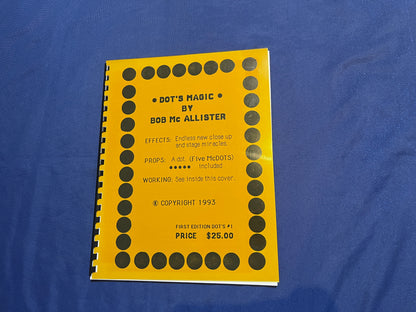 • DOT'S MAGIC •
BY
BOB Mc ALLISTER
EFFECTS: Endless new close up
and stage miracles.
PROPS: A dot. (Five McDOTS)
••••• Included
WORKING: See inside this cover.
© COPYRIGHT 1993
FIRST EDITION DOT'S #1
PRICE $25.00